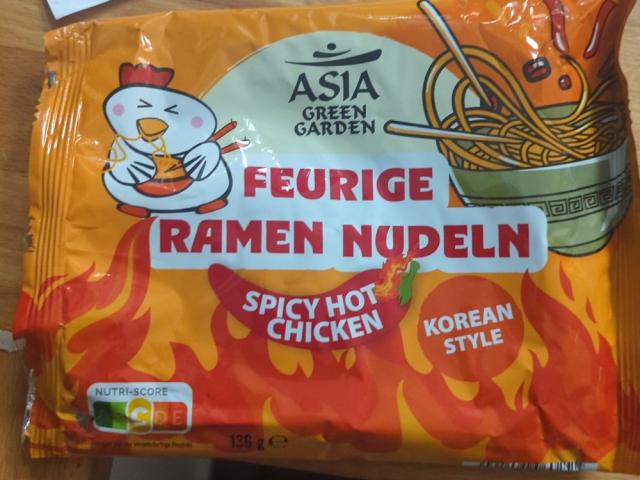 ASIA
GREEN
GARDEN
FEURIGE
RAMEN NUDELN
SPICY HOT
CHICKEN
KOREAN
STYLE
NUTRI-SCORE
C D E
136 g ℮